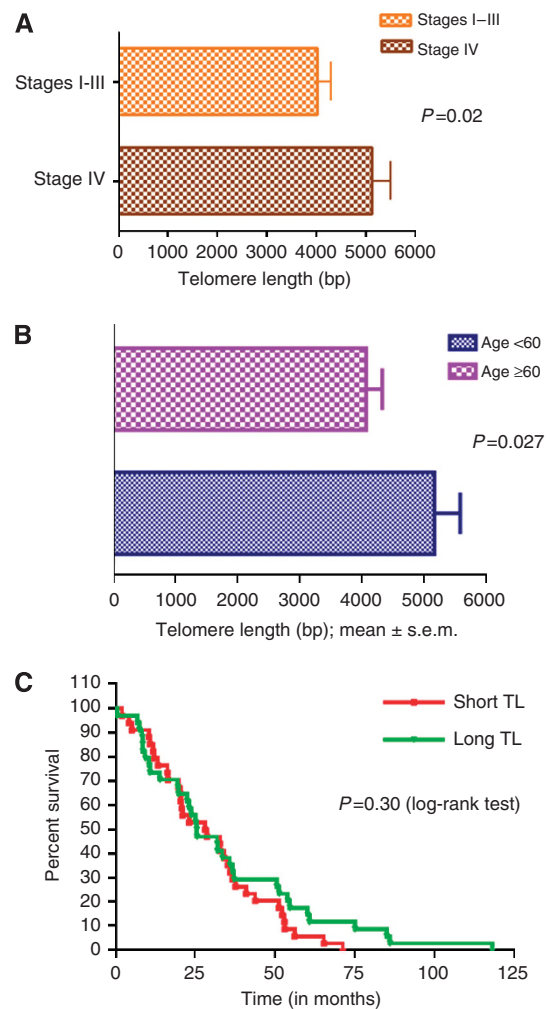 A
Stages I–III
Stage IV
Stages I-III
P=0.02
Stage IV
0 1000 2000 3000 4000 5000 6000
Telomere length (bp)
B
Age <60
Age ≥60
P=0.027
0 1000 2000 3000 4000 5000 6000
Telomere length (bp); mean ± s.e.m.
C
110
100
90
80
70
60
50
40
30
20
10
0
Percent survival
Short TL
Long TL
P=0.30 (log-rank test)
0 25 50 75 100 125
Time (in months)